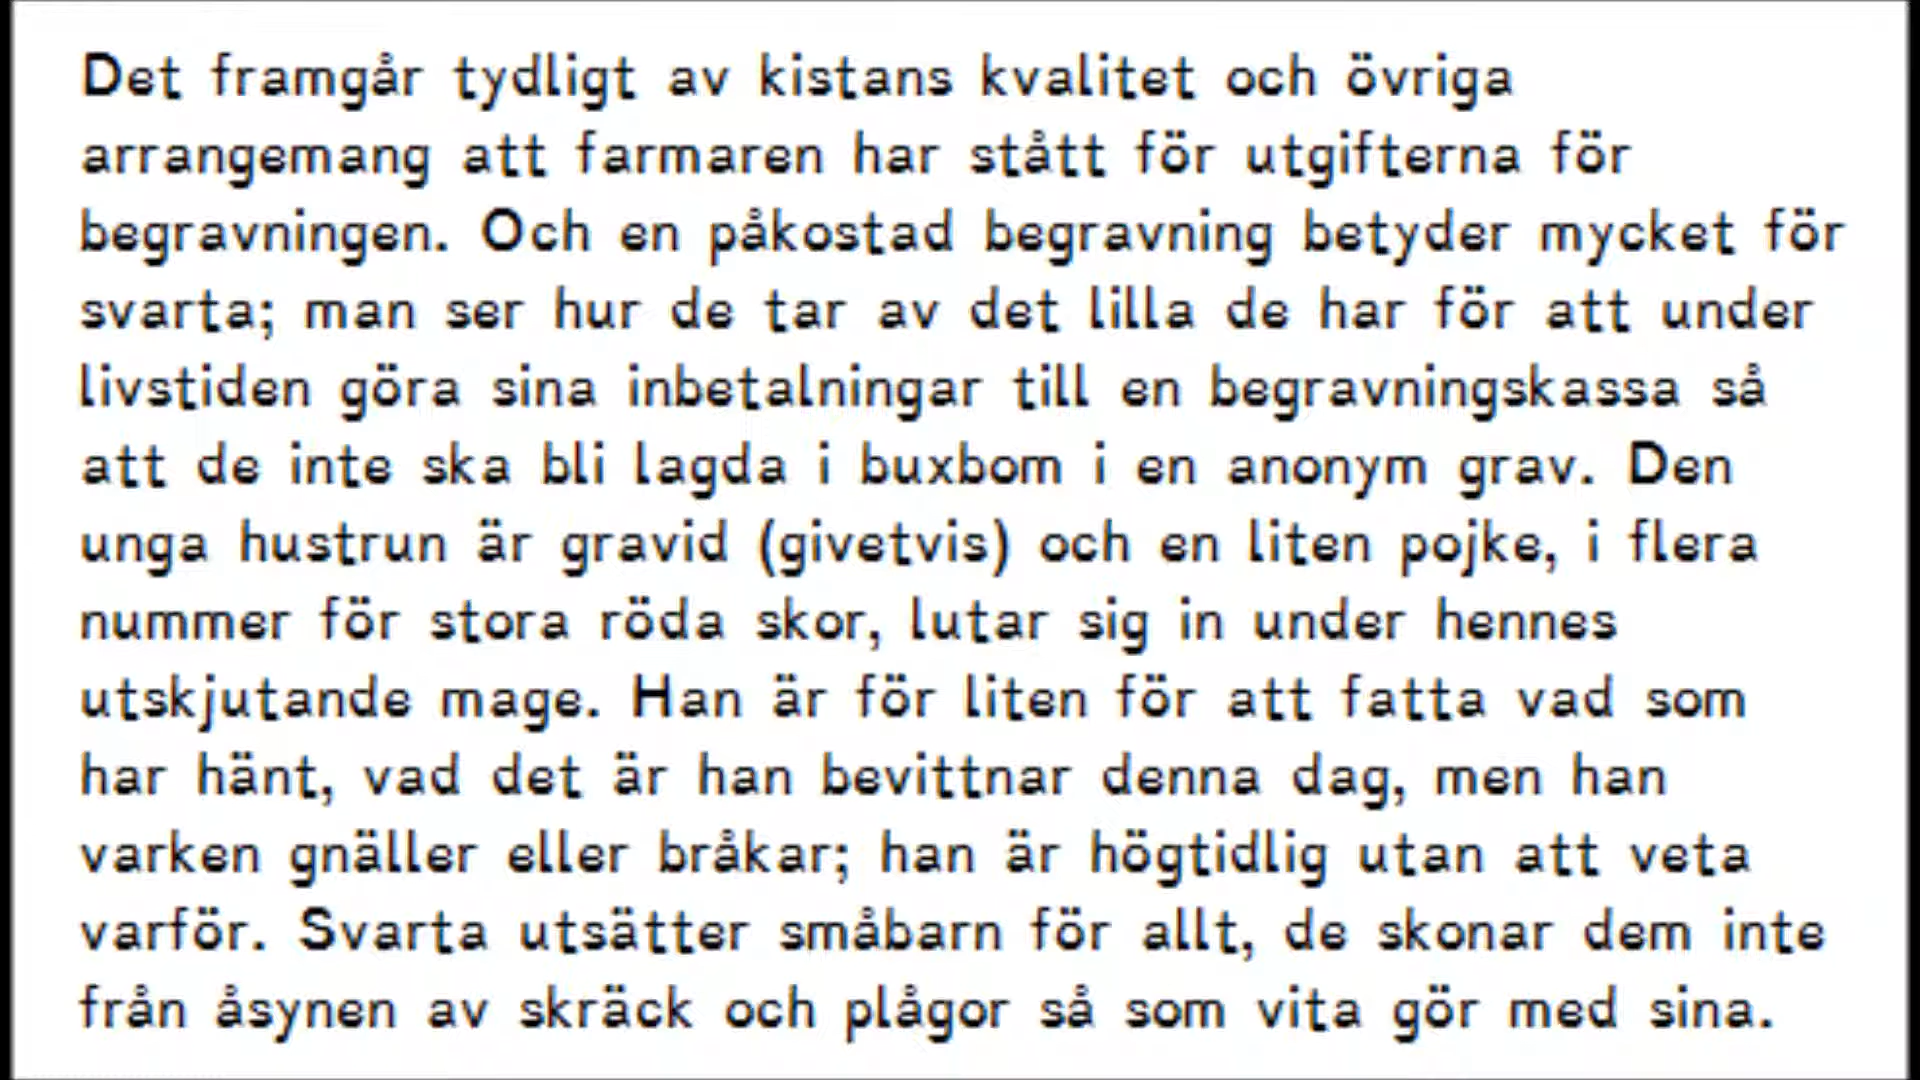 Det framgår tydligt av kistans kvalitet och övriga
arrangemang att farmaren har stått för utgifterna för
begravningen. Och en påkostad begravning betyder mycket för
svarta; man ser hur de tar av det lilla de har för att under
livstiden göra sina inbetalningar till en begravningskassa så
att de inte ska bli lagda i buxbom i en anonym grav. Den
unga hustrun är gravid (givetvis) och en liten pojke, i flera
nummer för stora röda skor, lutar sig in under hennes
utskjutande mage. Han är för liten för att fatta vad som
har hänt, vad det är han bevittnar denna dag, men han
varken gnäller eller bråkar; han är högtidlig utan att veta
varför. Svarta utsätter småbarn för allt, de skonar dem inte
från åsynen av skräck och plågor så som vita gör med sina.